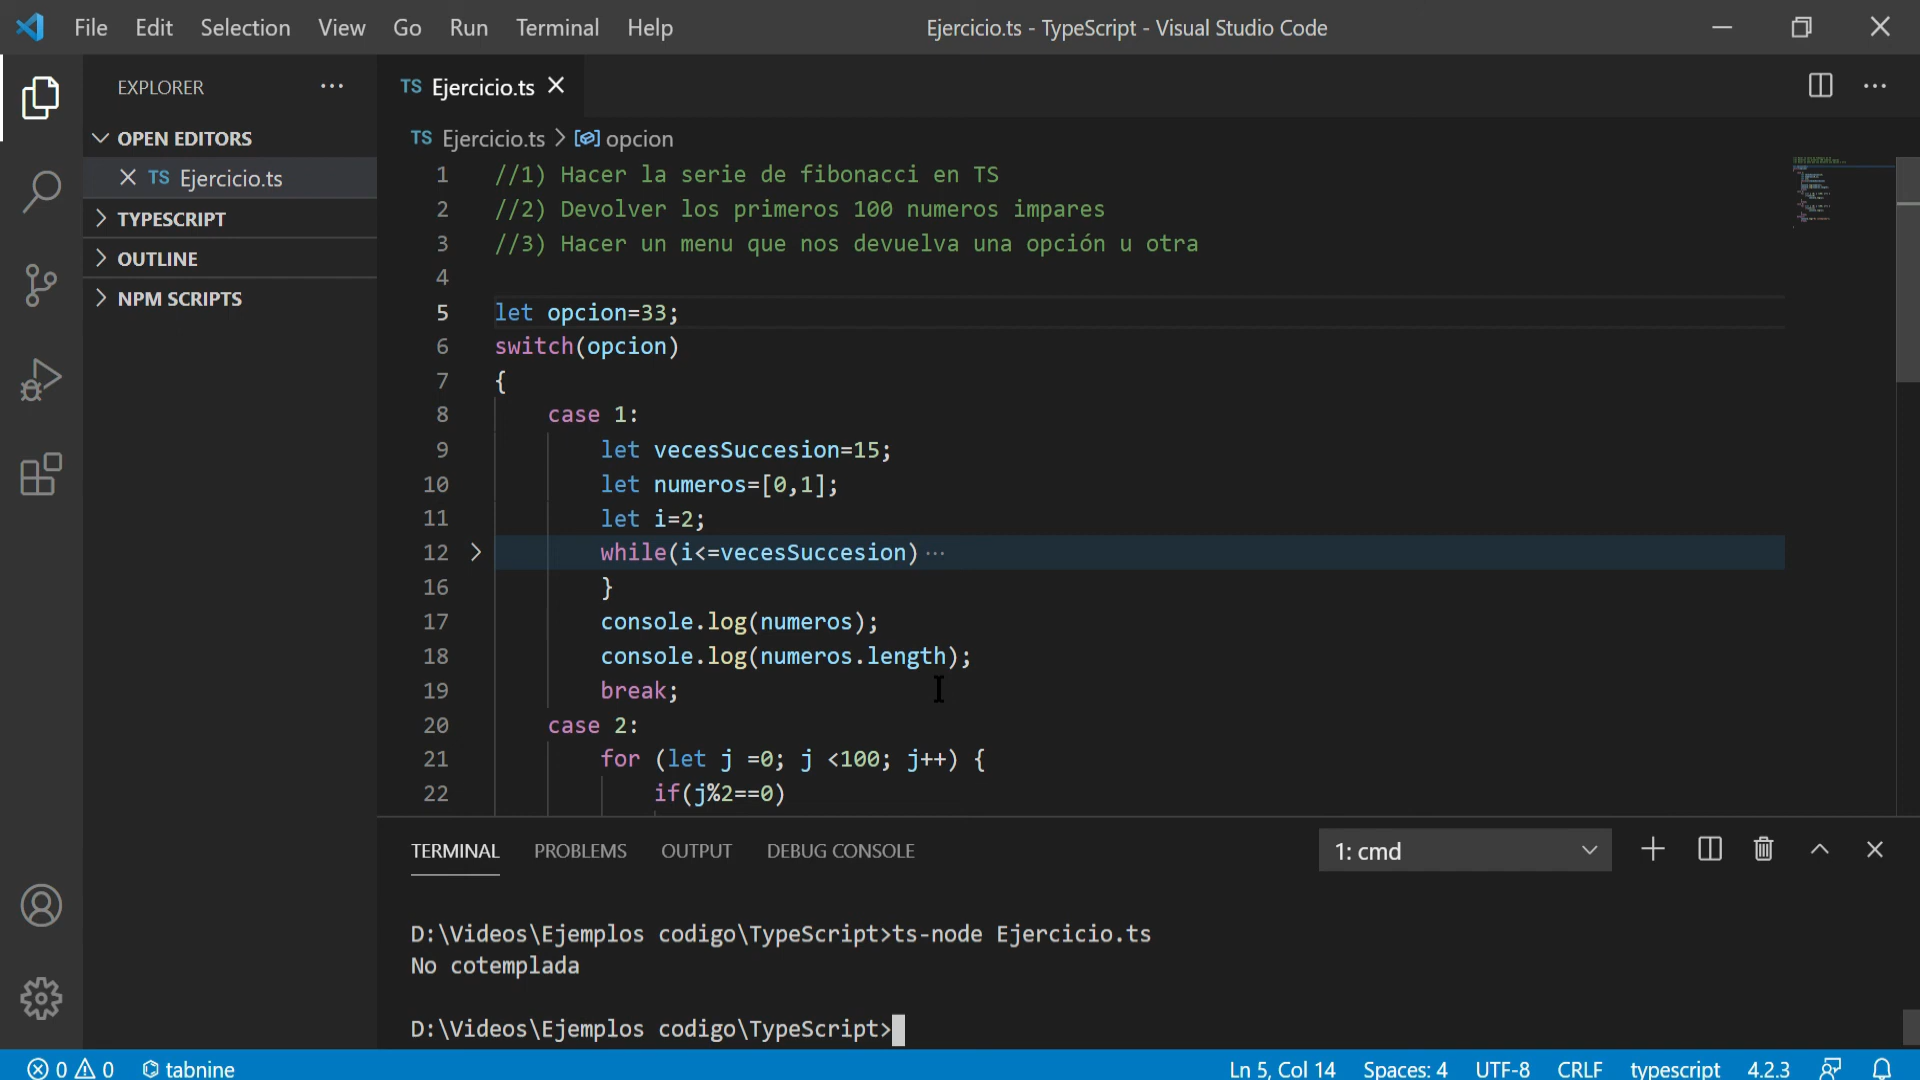 File Edit Selection View Go Run Terminal Help Ejercicio.ts - TypeScript - Visual Studio Code
EXPLORER ···
OPEN EDITORS
TS Ejercicio.ts
TYPESCRIPT
OUTLINE
NPM SCRIPTS
TS Ejercicio.ts
TS Ejercicio.ts > opcion
1 //1) Hacer la serie de fibonacci en TS
2 //2) Devolver los primeros 100 numeros impares
3 //3) Hacer un menu que nos devuelva una opción u otra
4
5 let opcion=33;
6 switch(opcion)
7 {
8 case 1:
9 let vecesSuccesion=15;
10 let numeros=[0,1];
11 let i=2;
12 while(i<=vecesSuccesion) ···
16 }
17 console.log(numeros);
18 console.log(numeros.length);
19 break;
20 case 2:
21 for (let j =0; j <100; j++) {
22 if(j%2==0)
TERMINAL PROBLEMS OUTPUT DEBUG CONSOLE 1: cmd
D:\Videos\Ejemplos codigo\TypeScript>ts-node Ejercicio.ts
No cotemplada
D:\Videos\Ejemplos codigo\TypeScript>
0 0 tabnine Ln 5, Col 14 Spaces: 4 UTF-8 CRLF typescript 4.2.3